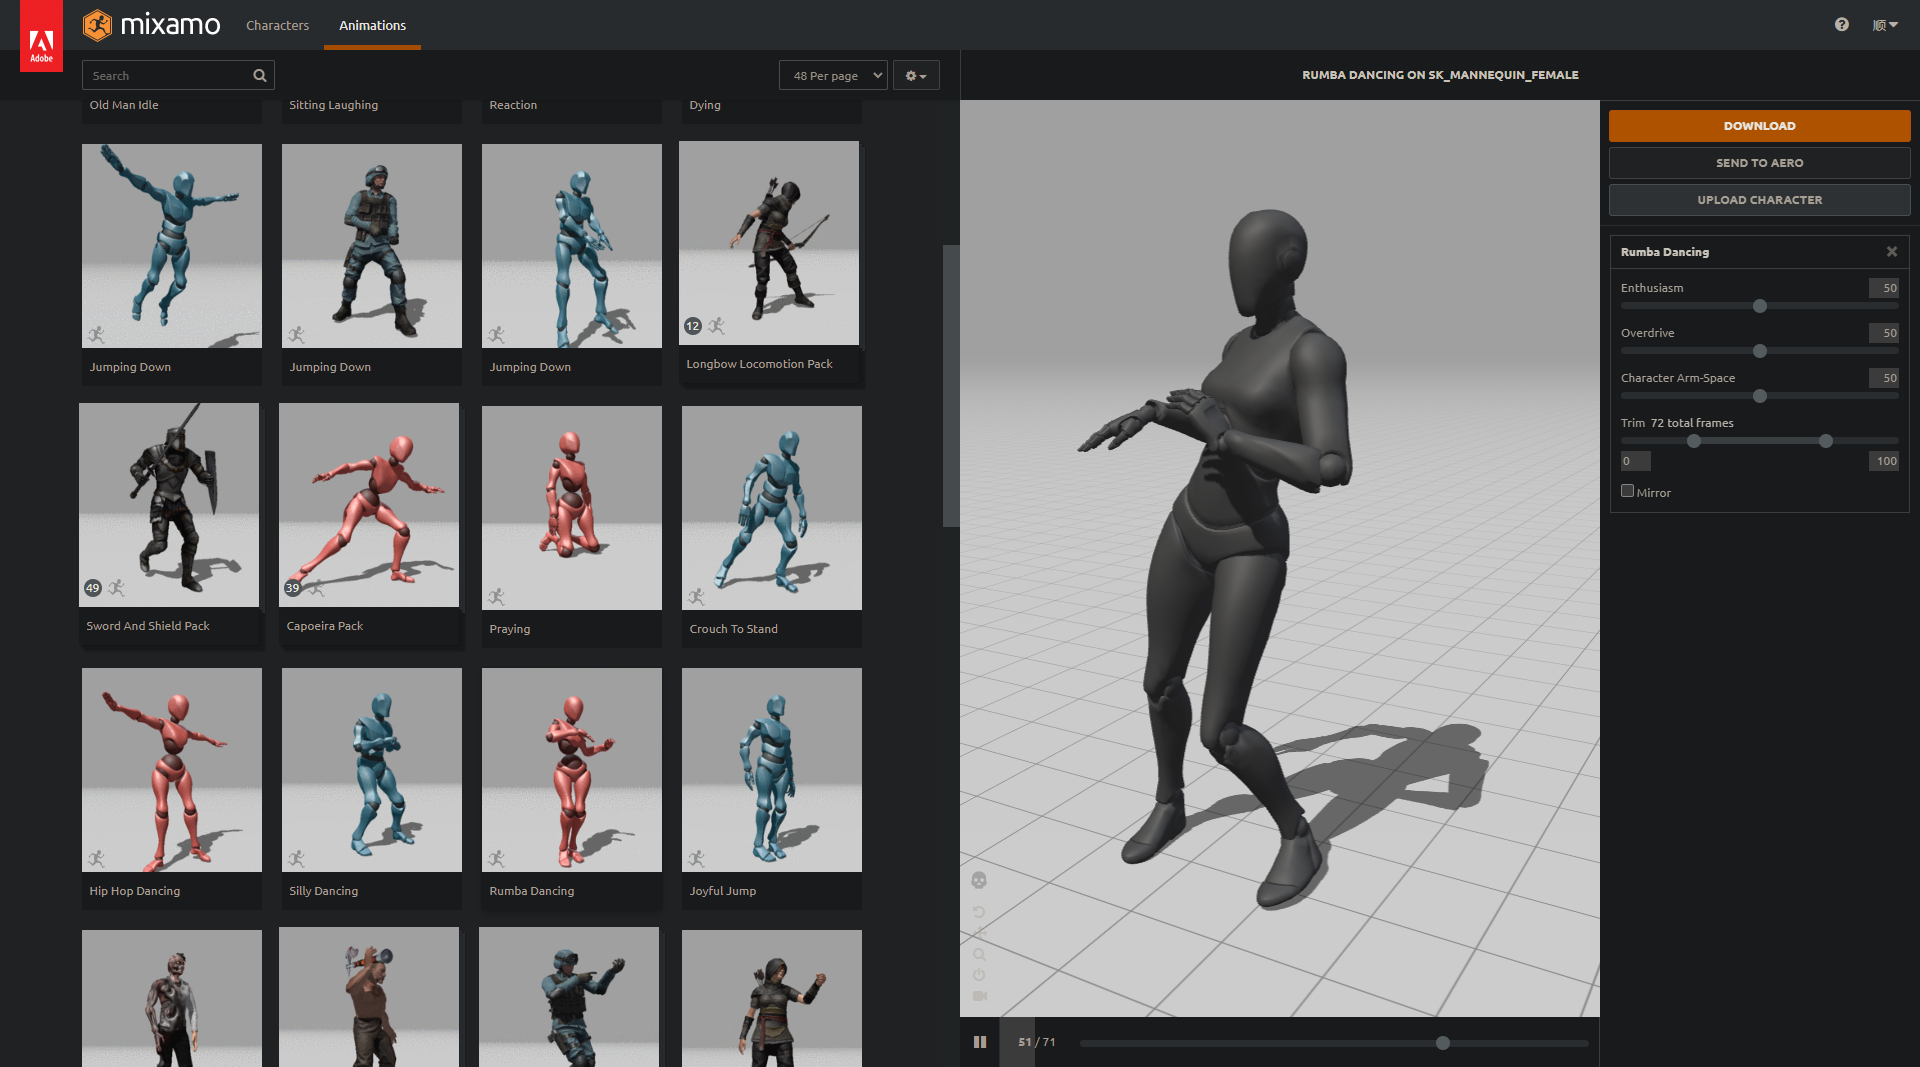 Adobe
mixamo
Characters
Animations
顺
Search
48 Per page
RUMBA DANCING ON SK_MANNEQUIN_FEMALE
Old Man Idle
Sitting Laughing
Reaction
Dying
DOWNLOAD
SEND TO AERO
UPLOAD CHARACTER
Rumba Dancing
Enthusiasm
50
Overdrive
50
Character Arm-Space
50
Trim 72 total frames
0
100
Mirror
12
Jumping Down
Jumping Down
Jumping Down
Longbow Locomotion Pack
49
39
Sword And Shield Pack
Capoeira Pack
Praying
Crouch To Stand
Hip Hop Dancing
Silly Dancing
Rumba Dancing
Joyful Jump
51 / 71